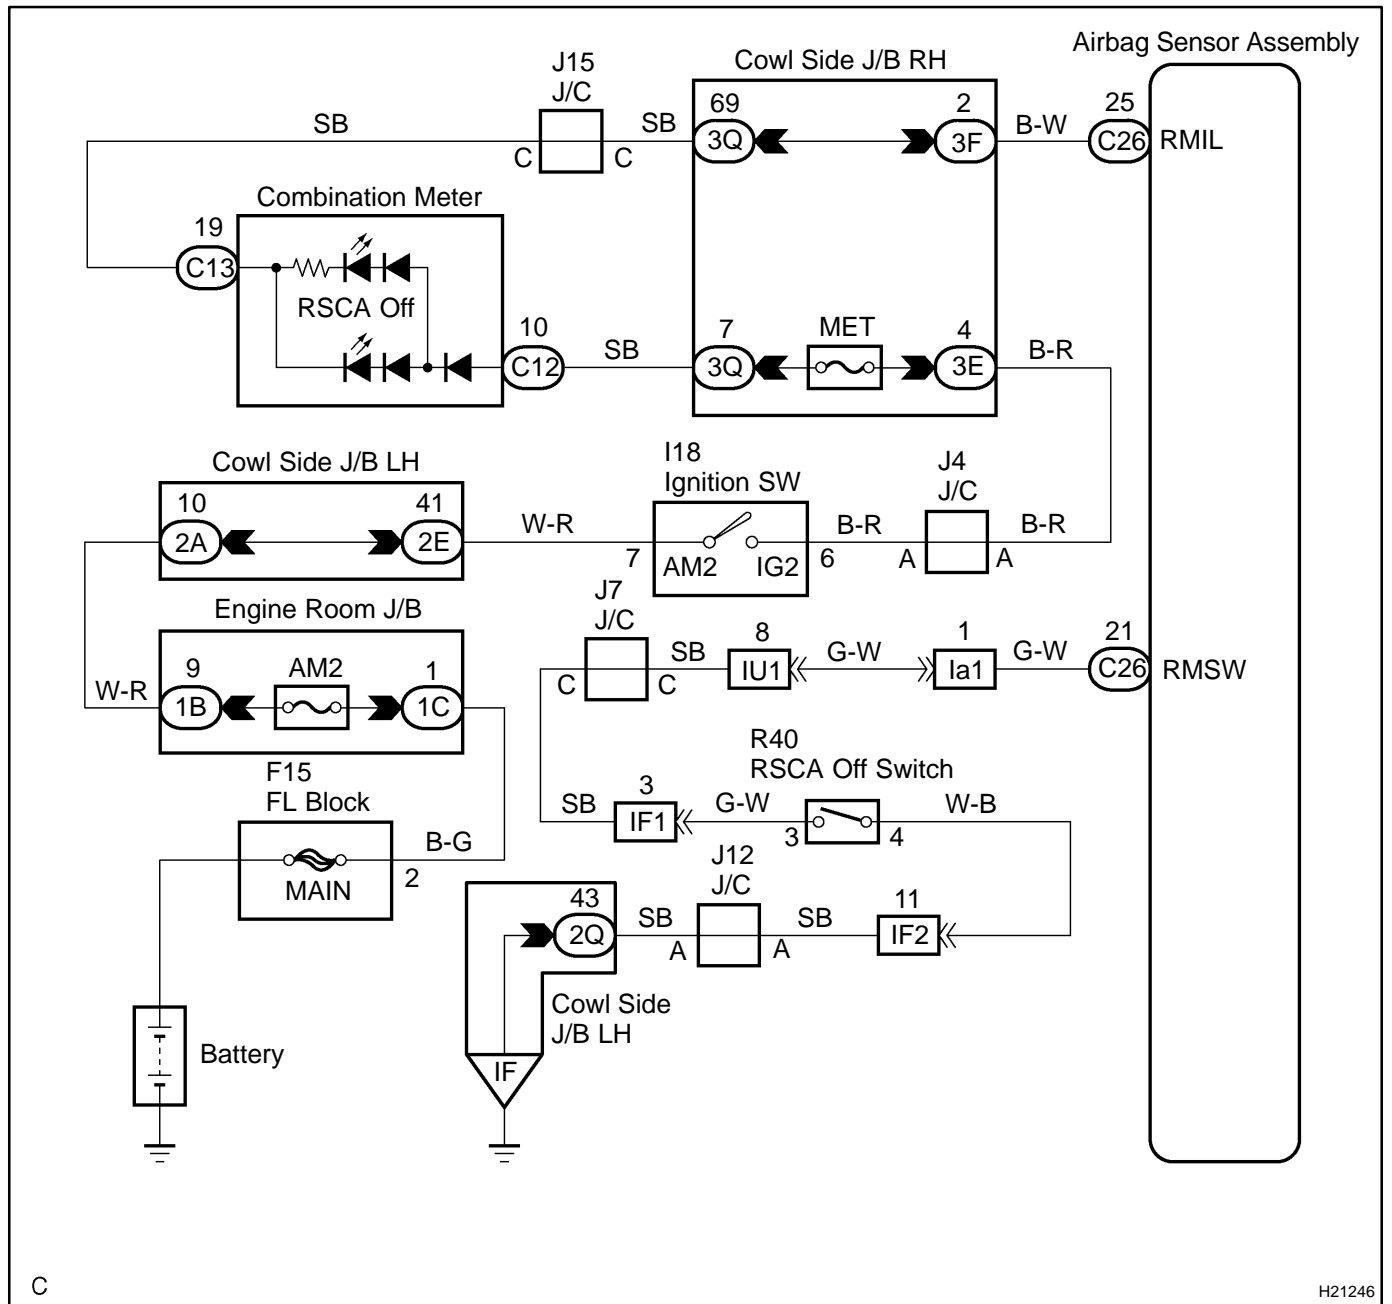 Airbag Sensor Assembly
J15
J/C
Cowl Side J/B RH
69
2
25
SB
SB
B-W
3Q
3F
C26
RMIL
C
C
Combination Meter
19
C13
RSCA Off
10
7
MET
4
C12
SB
3Q
3E
B-R
Cowl Side J/B LH
I18
Ignition SW
J4
J/C
10
41
W-R
B-R
B-R
2A
2E
7
AM2
IG2
6
A
A
Engine Room J/B
J7
J/C
8
1
21
SB
G-W
G-W
9
AM2
1
C
C
IU1
Ia1
C26
RMSW
W-R
1B
1C
F15
FL Block
R40
RSCA Off Switch
3
SB
IF1
G-W
W-B
3
4
B-G
MAIN
2
J12
J/C
43
SB
SB
11
2Q
A
A
IF2
Cowl Side
J/B LH
Battery
IF
C
H21246